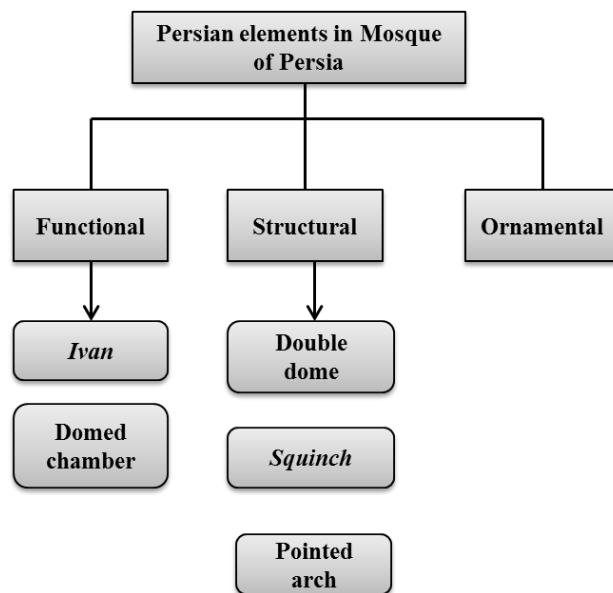 Persian elements in Mosque
of Persia
Functional
Structural
Ornamental
Ivan
Domed
chamber
Double
dome
Squinch
Pointed
arch